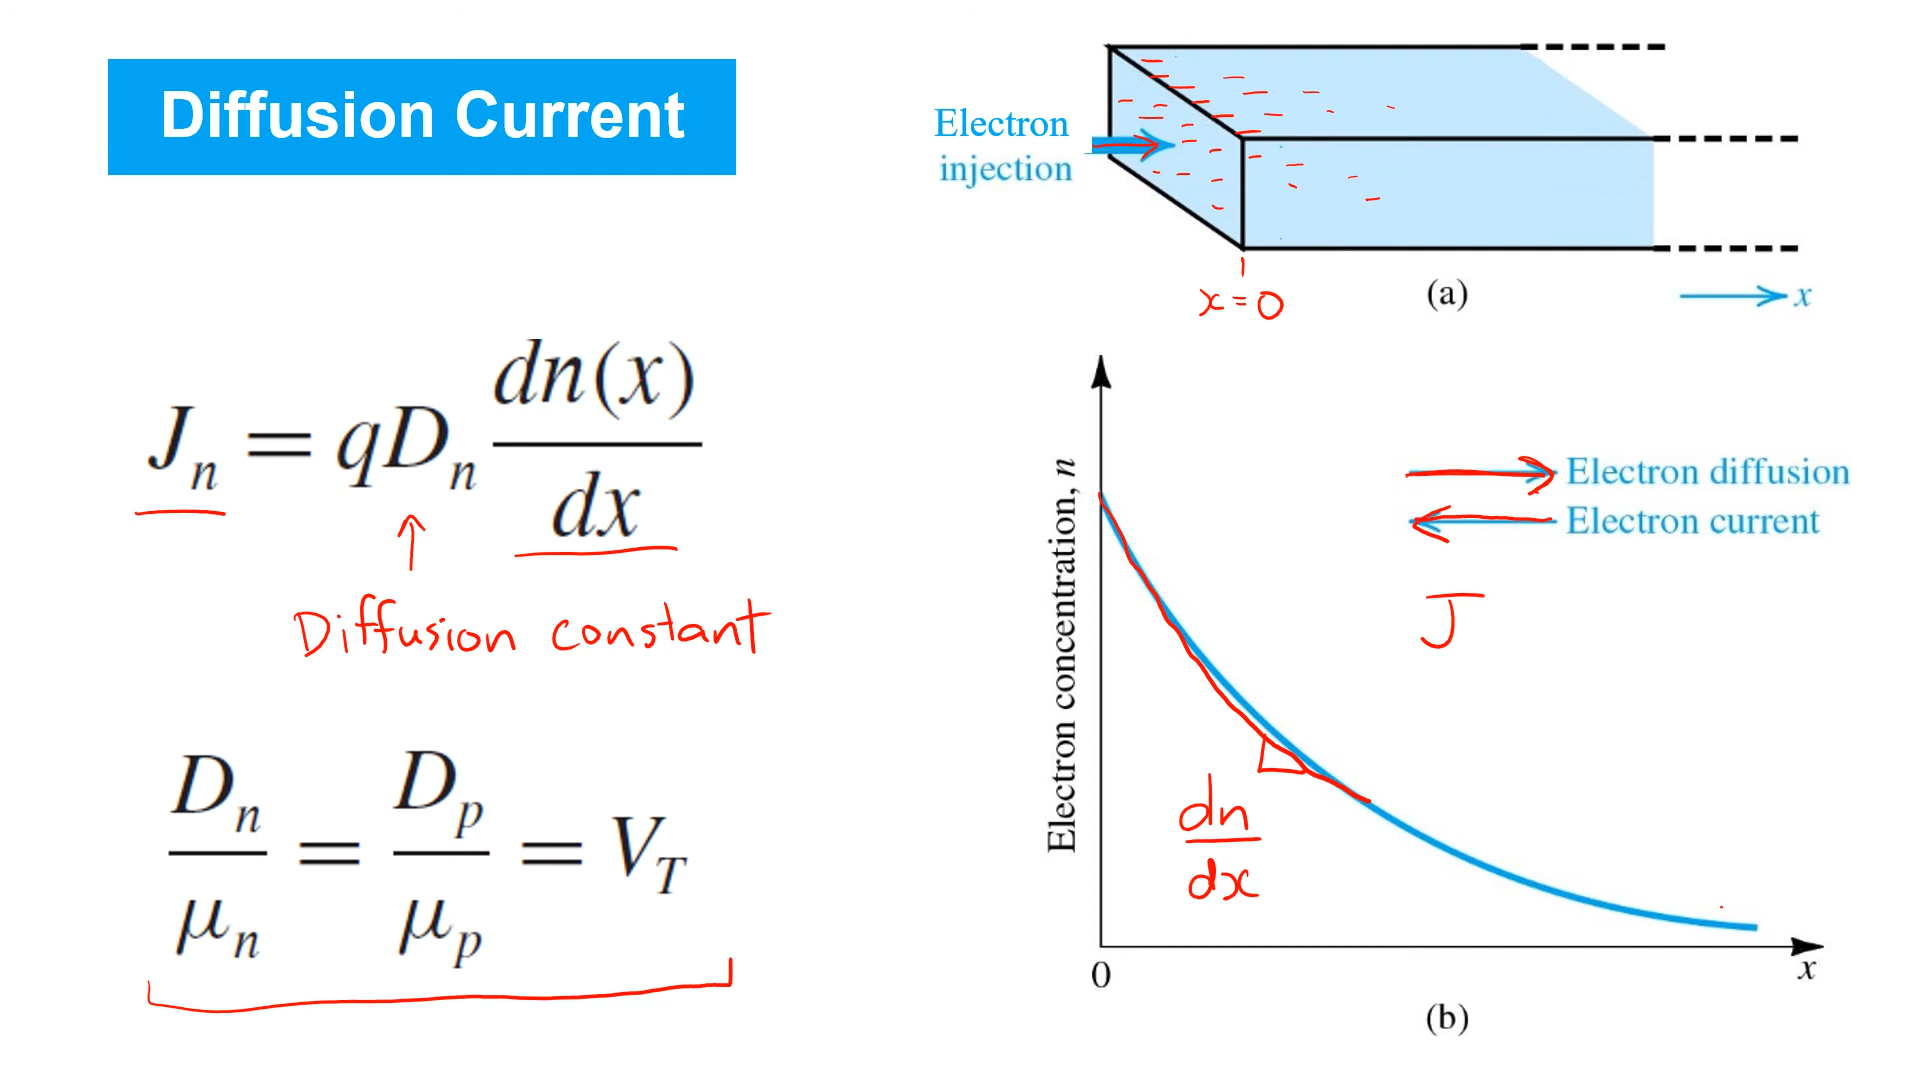 Diffusion Current
Electron
injection
x = 0
(a)
x
J_n = qD_n dn(x)/dx
Diffusion constant
D_n/μ_n = D_p/μ_p = V_T
Electron concentration, n
Electron diffusion
Electron current
J
dn/dx
0
x
(b)